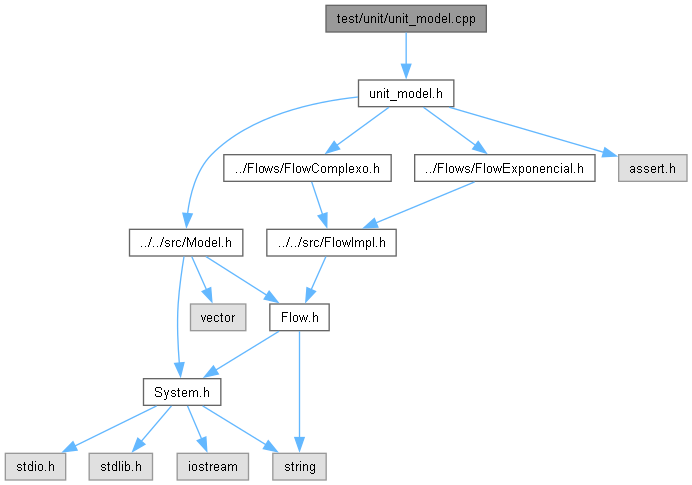 test/unit/unit_model.cpp
unit_model.h
../Flows/FlowComplexo.h
../Flows/FlowExponencial.h
assert.h
../../src/Model.h
../../src/FlowImpl.h
vector
Flow.h
System.h
stdio.h
stdlib.h
iostream
string